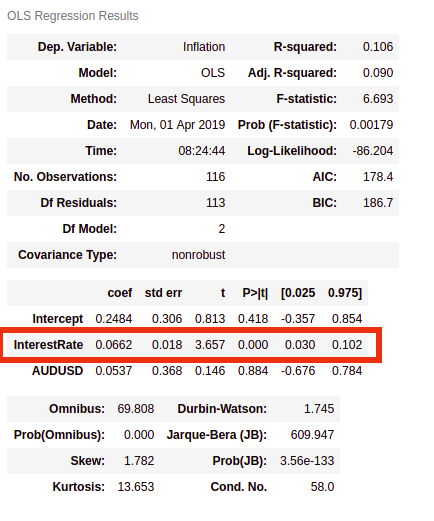 OLS Regression Results
Dep. Variable: Inflation R-squared: 0.106
Model: OLS Adj. R-squared: 0.090
Method: Least Squares F-statistic: 6.693
Date: Mon, 01 Apr 2019 Prob (F-statistic): 0.00179
Time: 08:24:44 Log-Likelihood: -86.204
No. Observations: 116 AIC: 178.4
Df Residuals: 113 BIC: 186.7
Df Model: 2
Covariance Type: nonrobust
coef std err t P>|t| [0.025 0.975]
Intercept 0.2484 0.306 0.813 0.418 -0.357 0.854
InterestRate 0.0662 0.018 3.657 0.000 0.030 0.102
AUDUSD 0.0537 0.368 0.146 0.884 -0.676 0.784
Omnibus: 69.808 Durbin-Watson: 1.745
Prob(Omnibus): 0.000 Jarque-Bera (JB): 609.947
Skew: 1.782 Prob(JB): 3.56e-133
Kurtosis: 13.653 Cond. No. 58.0